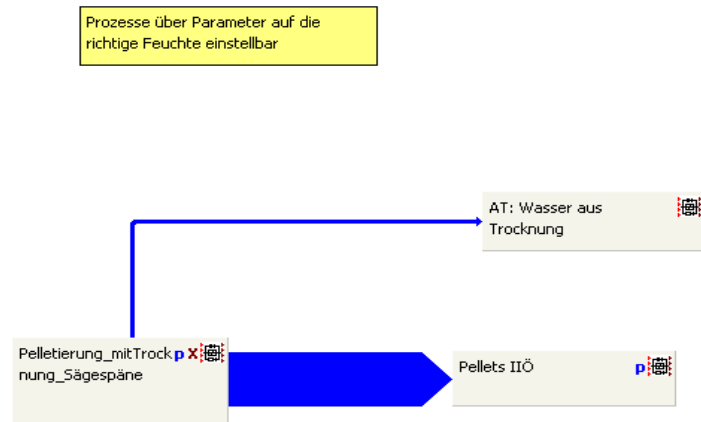 Prozesse über Parameter auf die
richtige Feuchte einstellbar
AT: Wasser aus
Trocknung
Pelletierung_mitTrock p X
nung_Sägespäne
Pellets IIÖ p